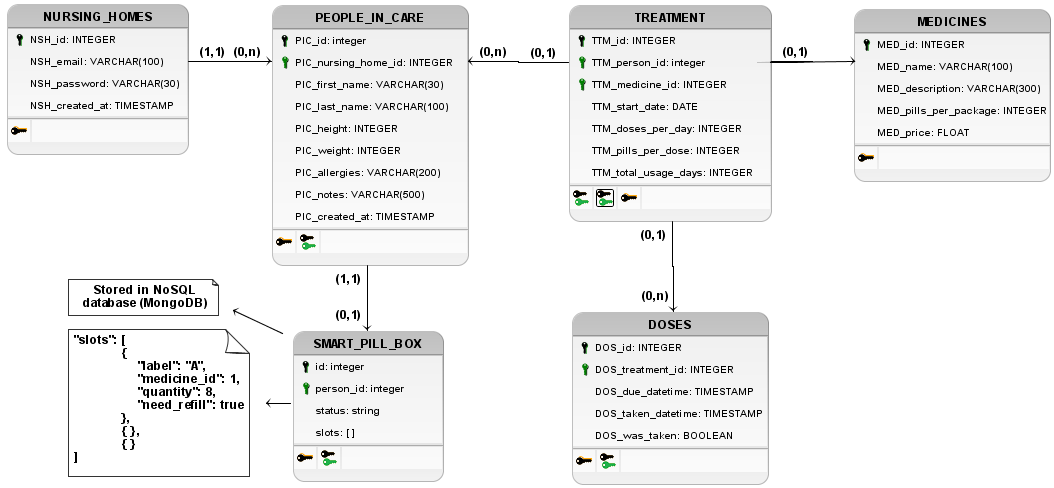 NURSING_HOMES
NSH_id: INTEGER
NSH_email: VARCHAR(100)
NSH_password: VARCHAR(30)
NSH_created_at: TIMESTAMP
(1,1)
(0,n)
PEOPLE_IN_CARE
PIC_id: integer
PIC_nursing_home_id: INTEGER
PIC_first_name: VARCHAR(30)
PIC_last_name: VARCHAR(100)
PIC_height: INTEGER
PIC_weight: INTEGER
PIC_allergies: VARCHAR(200)
PIC_notes: VARCHAR(500)
PIC_created_at: TIMESTAMP
(0,n)
(0,1)
TREATMENT
TTM_id: INTEGER
TTM_person_id: integer
TTM_medicine_id: INTEGER
TTM_start_date: DATE
TTM_doses_per_day: INTEGER
TTM_pills_per_dose: INTEGER
TTM_total_usage_days: INTEGER
(0,1)
MEDICINES
MED_id: INTEGER
MED_name: VARCHAR(100)
MED_description: VARCHAR(300)
MED_pills_per_package: INTEGER
MED_price: FLOAT
(1,1)
(0,1)
(0,1)
(0,n)
Stored in NoSQL
database (MongoDB)
"slots": [
{
"label": "A",
"medicine_id": 1,
"quantity": 8,
"need_refill": true
},
{ },
{ }
]
SMART_PILL_BOX
id: integer
person_id: integer
status: string
slots: [ ]
DOSES
DOS_id: INTEGER
DOS_treatment_id: INTEGER
DOS_due_datetime: TIMESTAMP
DOS_taken_datetime: TIMESTAMP
DOS_was_taken: BOOLEAN